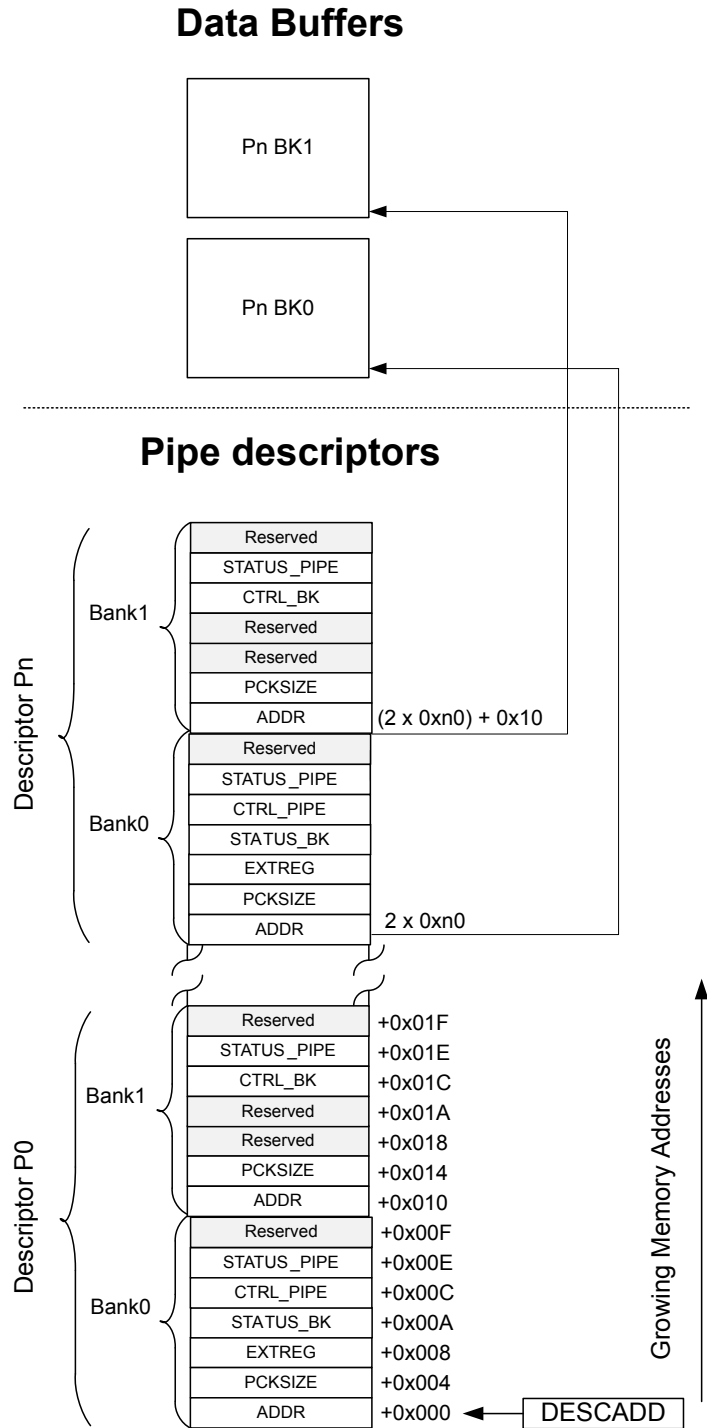 Data Buffers
Pn BK1
Pn BK0
Pipe descriptors
Descriptor Pn
Bank1
Reserved
STATUS_PIPE
CTRL_BK
Reserved
Reserved
PCKSIZE
ADDR (2 x 0xn0) + 0x10
Bank0
Reserved
STATUS_PIPE
CTRL_PIPE
STATUS_BK
EXTREG
PCKSIZE
ADDR 2 x 0xn0
Descriptor P0
Bank1
Reserved +0x01F
STATUS_PIPE +0x01E
CTRL_BK +0x01C
Reserved +0x01A
Reserved +0x018
PCKSIZE +0x014
ADDR +0x010
Bank0
Reserved +0x00F
STATUS_PIPE +0x00E
CTRL_PIPE +0x00C
STATUS_BK +0x00A
EXTREG +0x008
PCKSIZE +0x004
ADDR +0x000 DESCADD
Growing Memory Addresses